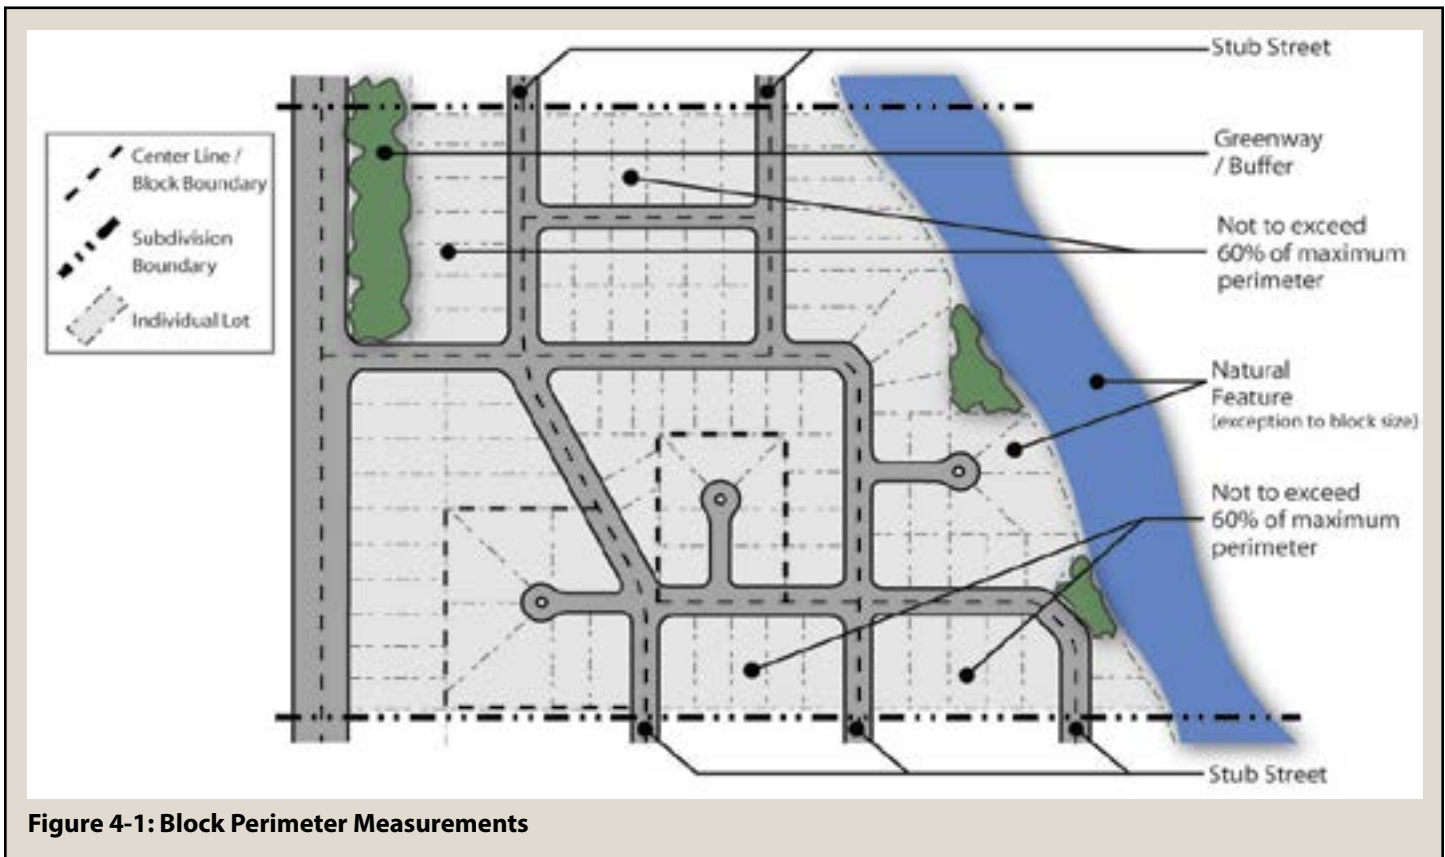 Stub Street
Greenway
/ Buffer
Center Line /
Block Boundary
Subdivision
Boundary
Individual Lot
Not to exceed
60% of maximum
perimeter
Natural
Feature
(exception to block size)
Not to exceed
60% of maximum
perimeter
Stub Street
Figure 4-1: Block Perimeter Measurements